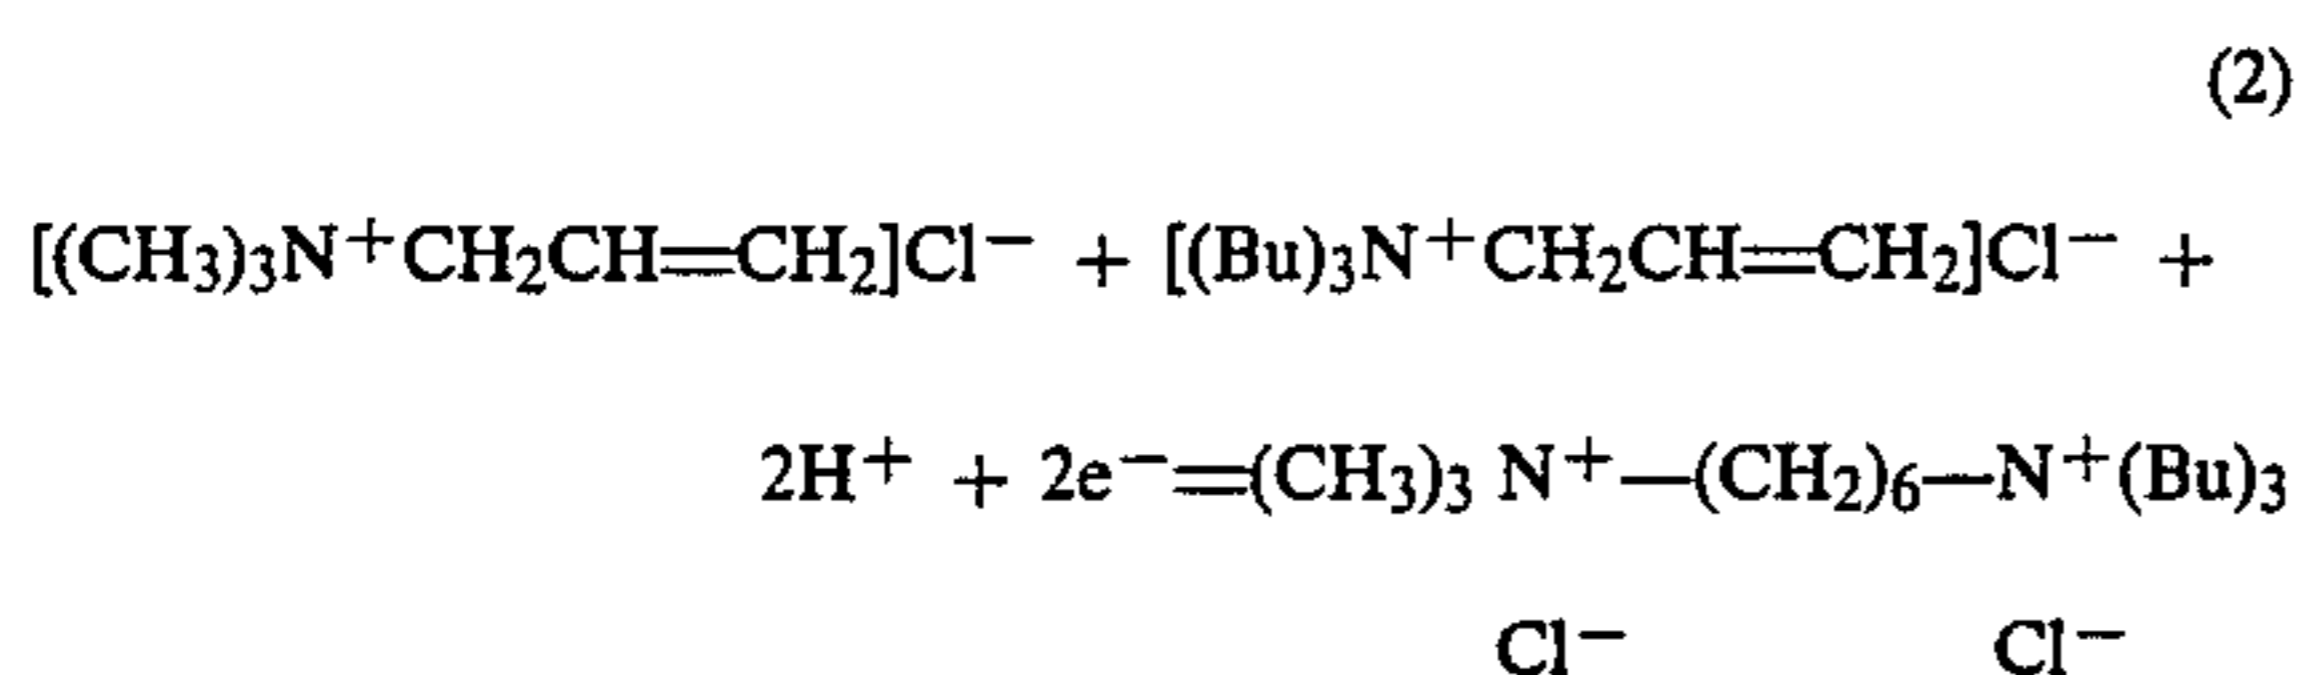 (2)
[(CH₃)₃N⁺CH₂CH=CH₂]Cl⁻ + [(Bu)₃N⁺CH₂CH=CH₂]Cl⁻ +
2H⁺ + 2e⁻=(CH₃)₃ N⁺—(CH₂)₆—N⁺(Bu)₃
Cl⁻ Cl⁻